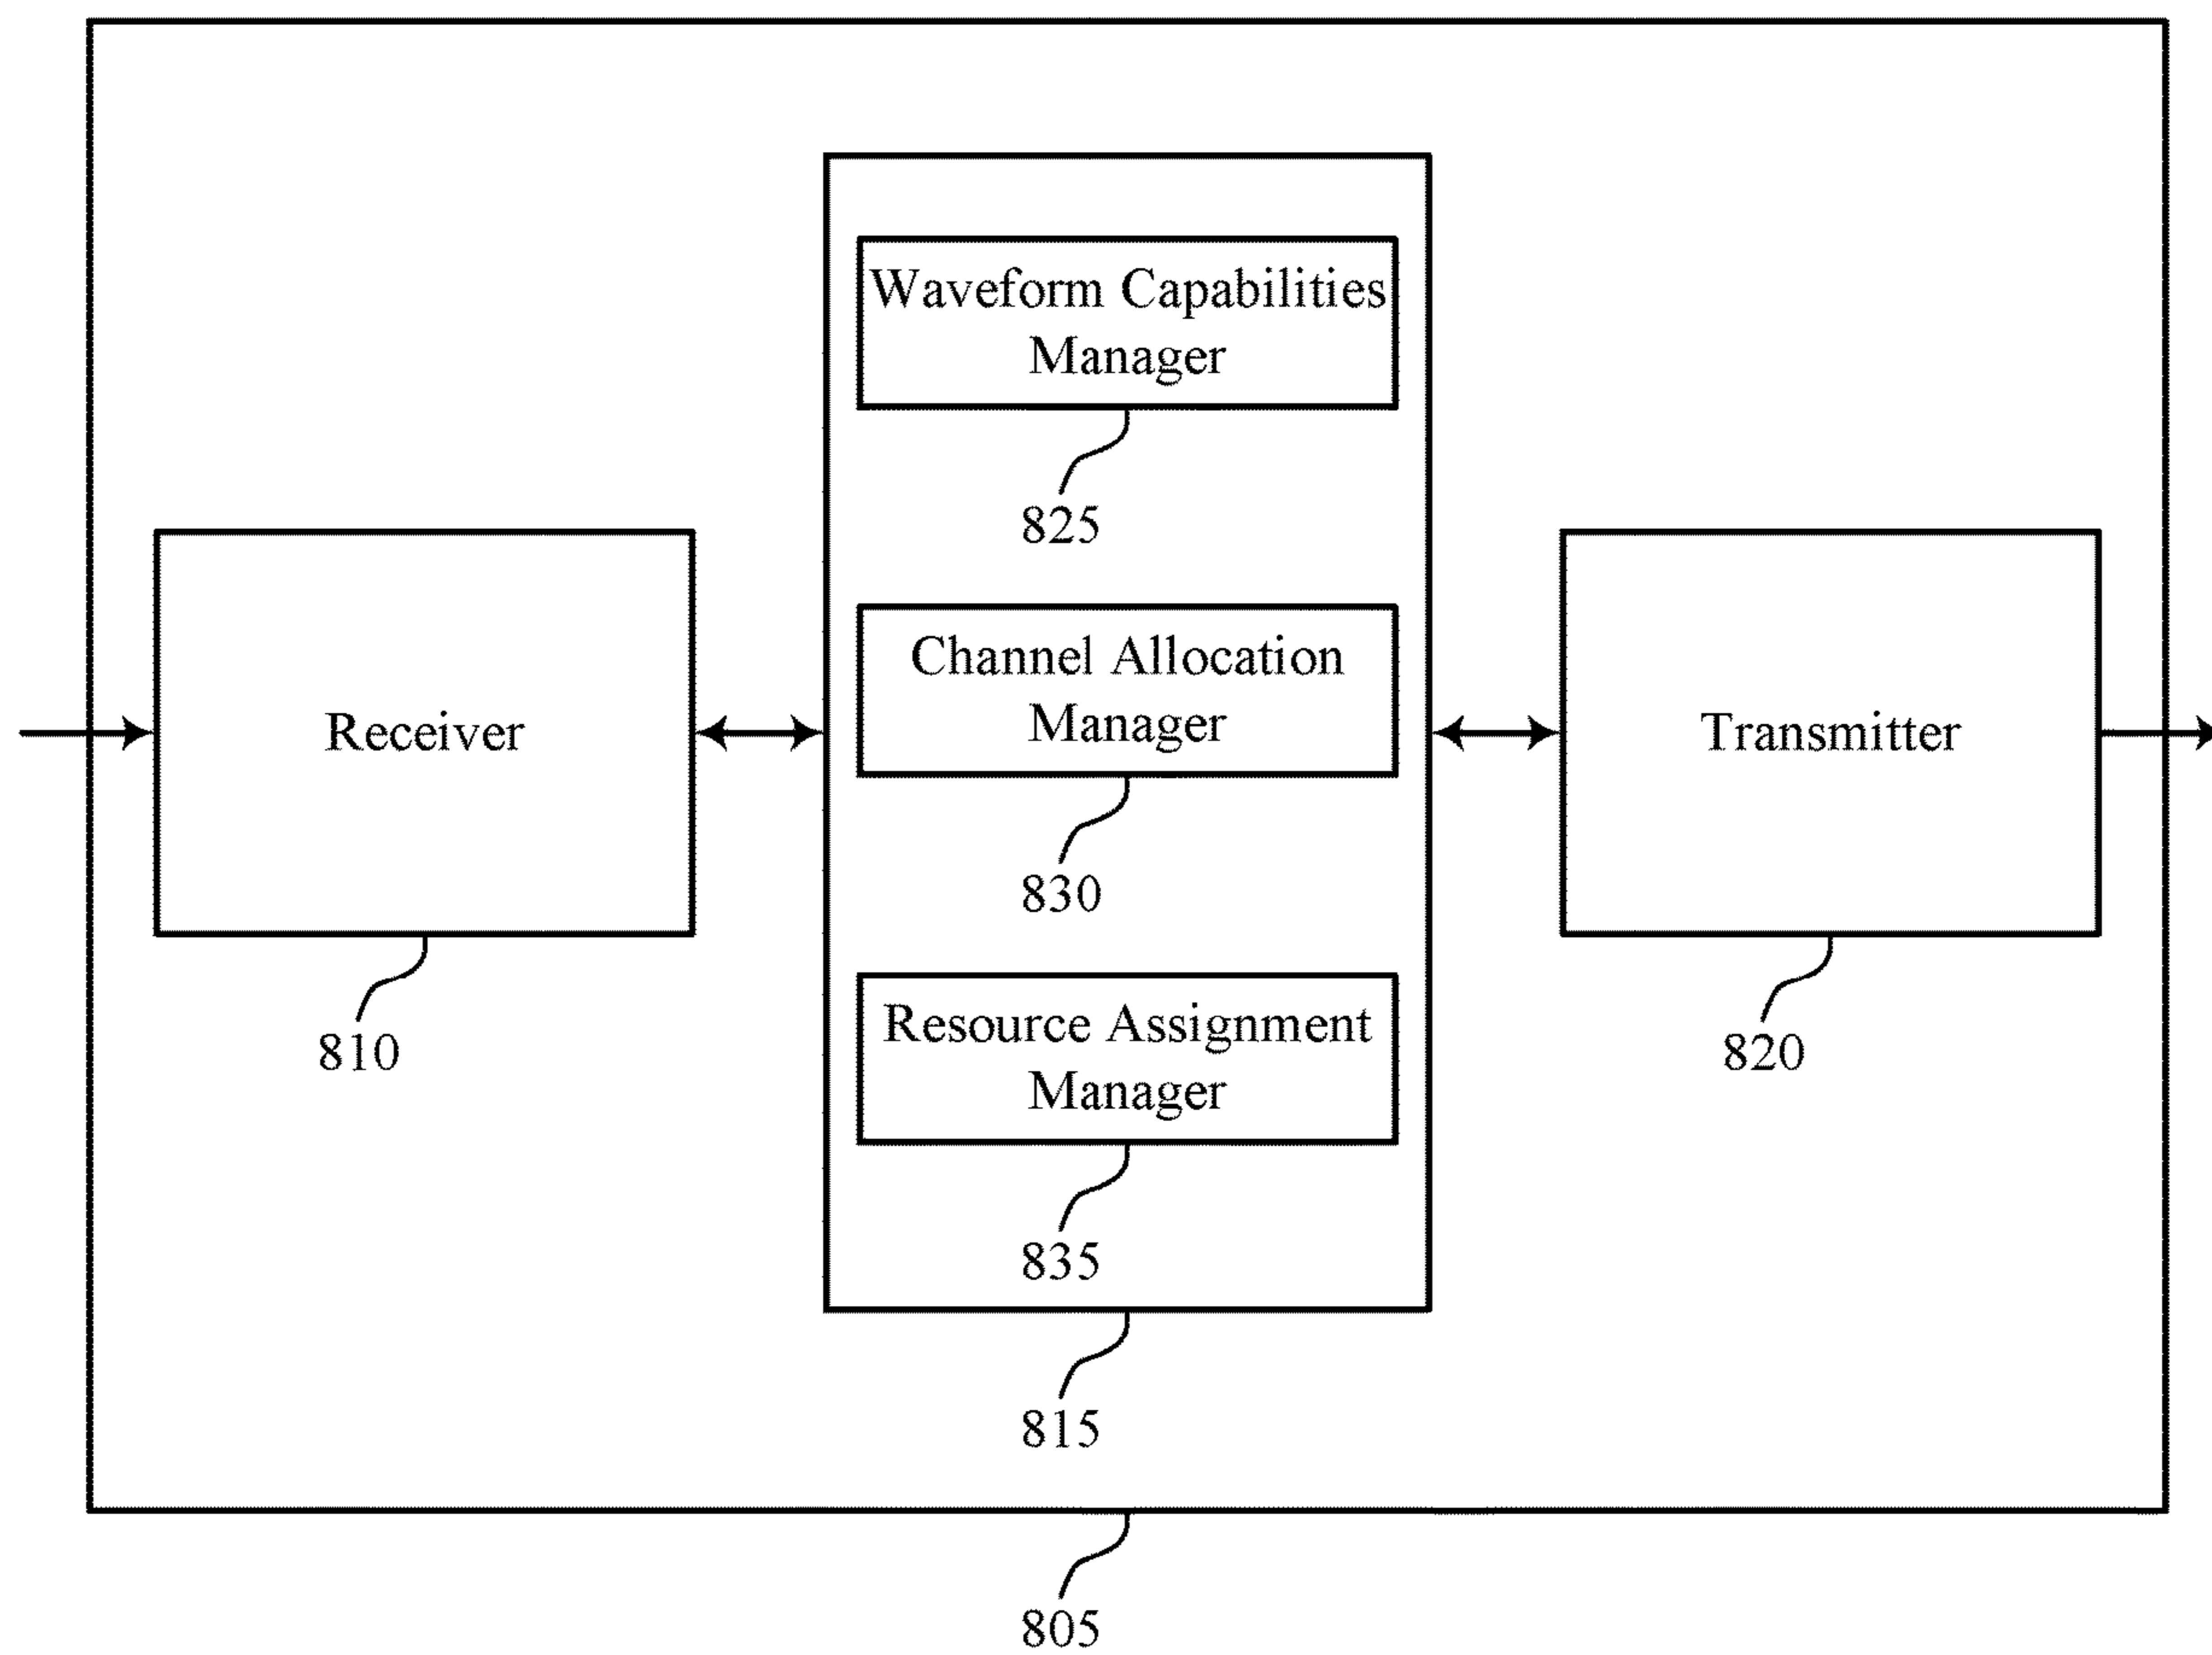 Waveform Capabilities
Manager
825
Receiver
810
Channel Allocation
Manager
830
Transmitter
820
Resource Assignment
Manager
835
815
805